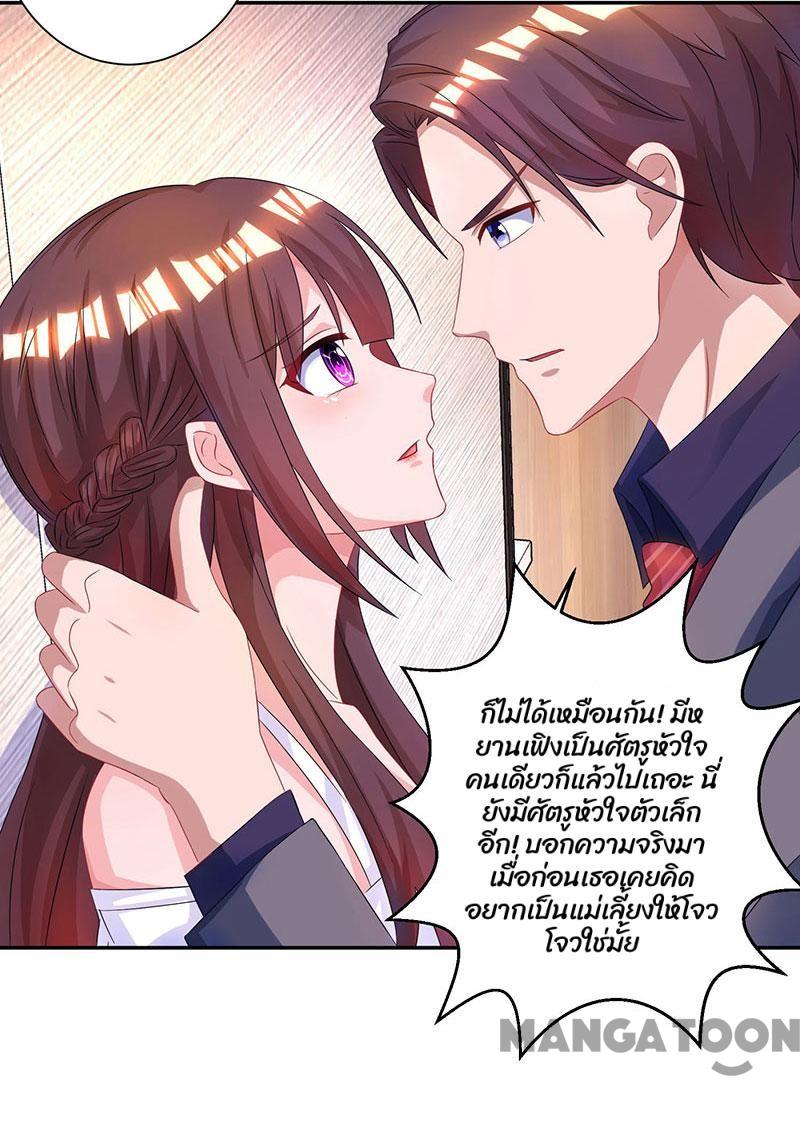 ก็ไม่ได้เหมือนกัน! มีห
ยานเฟิงเป็นศัตรูหัวใจ
คนเดียวก็แล้วไปเถอะ นี่
ยังมีศัตรูหัวใจตัวเล็ก
อีก! บอกความจริงมา
เมื่อก่อนเธอเคยคิด
อยากเป็นแม่เลี้ยงให้โจว
โจวใช่มั้ย
MANGATOON